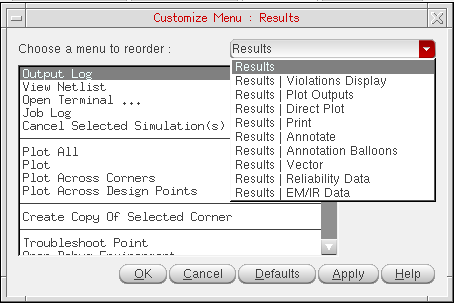 Customize Menu : Results
Choose a menu to reorder :
Results
Output Log
View Netlist
Open Terminal ...
Job Log
Cancel Selected Simulation(s)
Plot All
Plot
Plot Across Corners
Plot Across Design Points
Create Copy Of Selected Corner
Troubleshoot Point
Open Debug Environment
Results
Results | Violations Display
Results | Plot Outputs
Results | Direct Plot
Results | Print
Results | Annotate
Results | Annotation Balloons
Results | Vector
Results | Reliability Data
Results | EM/IR Data
OK
Cancel
Defaults
Apply
Help